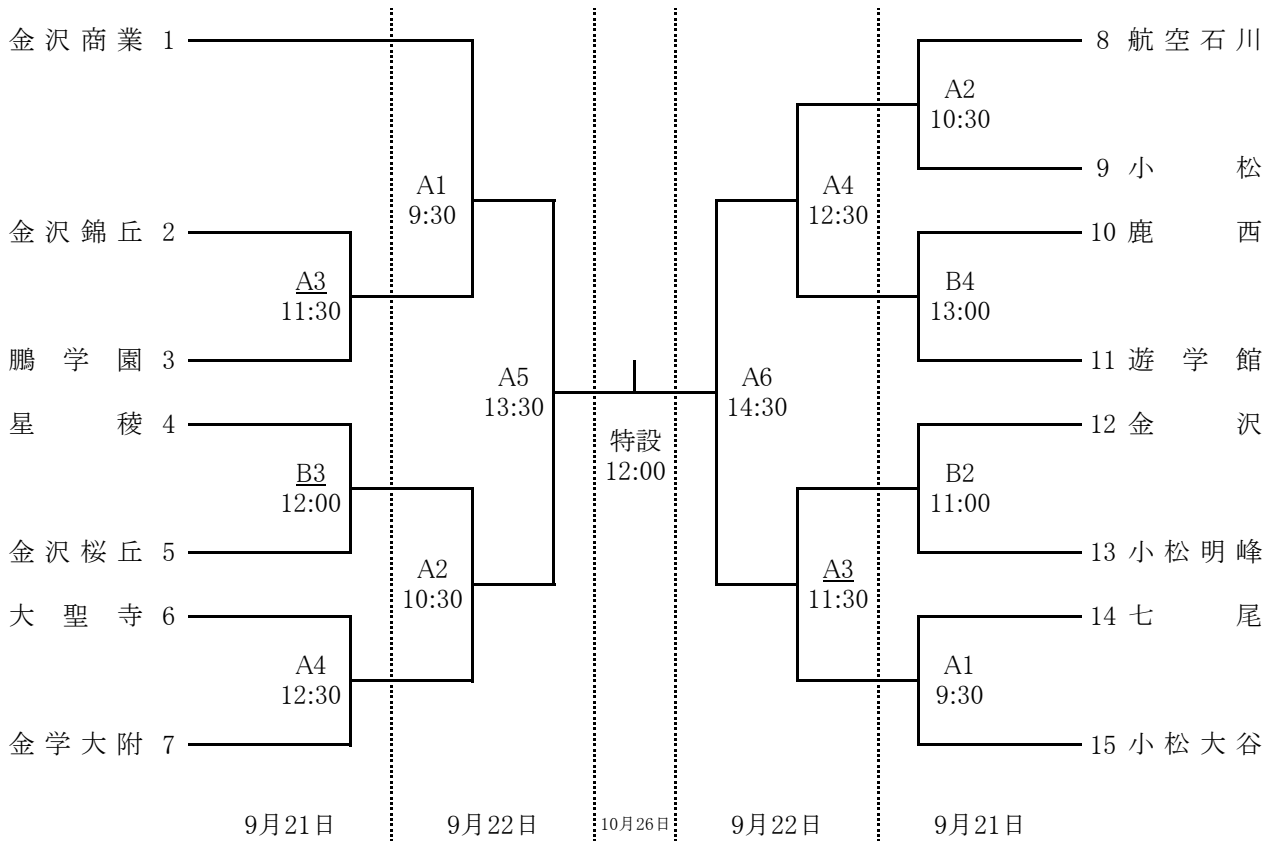 金沢商業 1
金沢錦丘 2
鵬学園 3
星稜 4
金沢桜丘 5
大聖寺 6
金学大附 7
A3
11:30
B3
12:00
A4
12:30
A1
9:30
A2
10:30
A5
13:30
特設
12:00
A6
14:30
A4
12:30
A3
11:30
A2
10:30
B4
13:00
B2
11:00
A1
9:30
8 航空石川
9 小松
10 鹿西
11 遊学館
12 金沢
13 小松明峰
14 七尾
15 小松大谷
9月21日
9月22日
10月26日
9月22日
9月21日